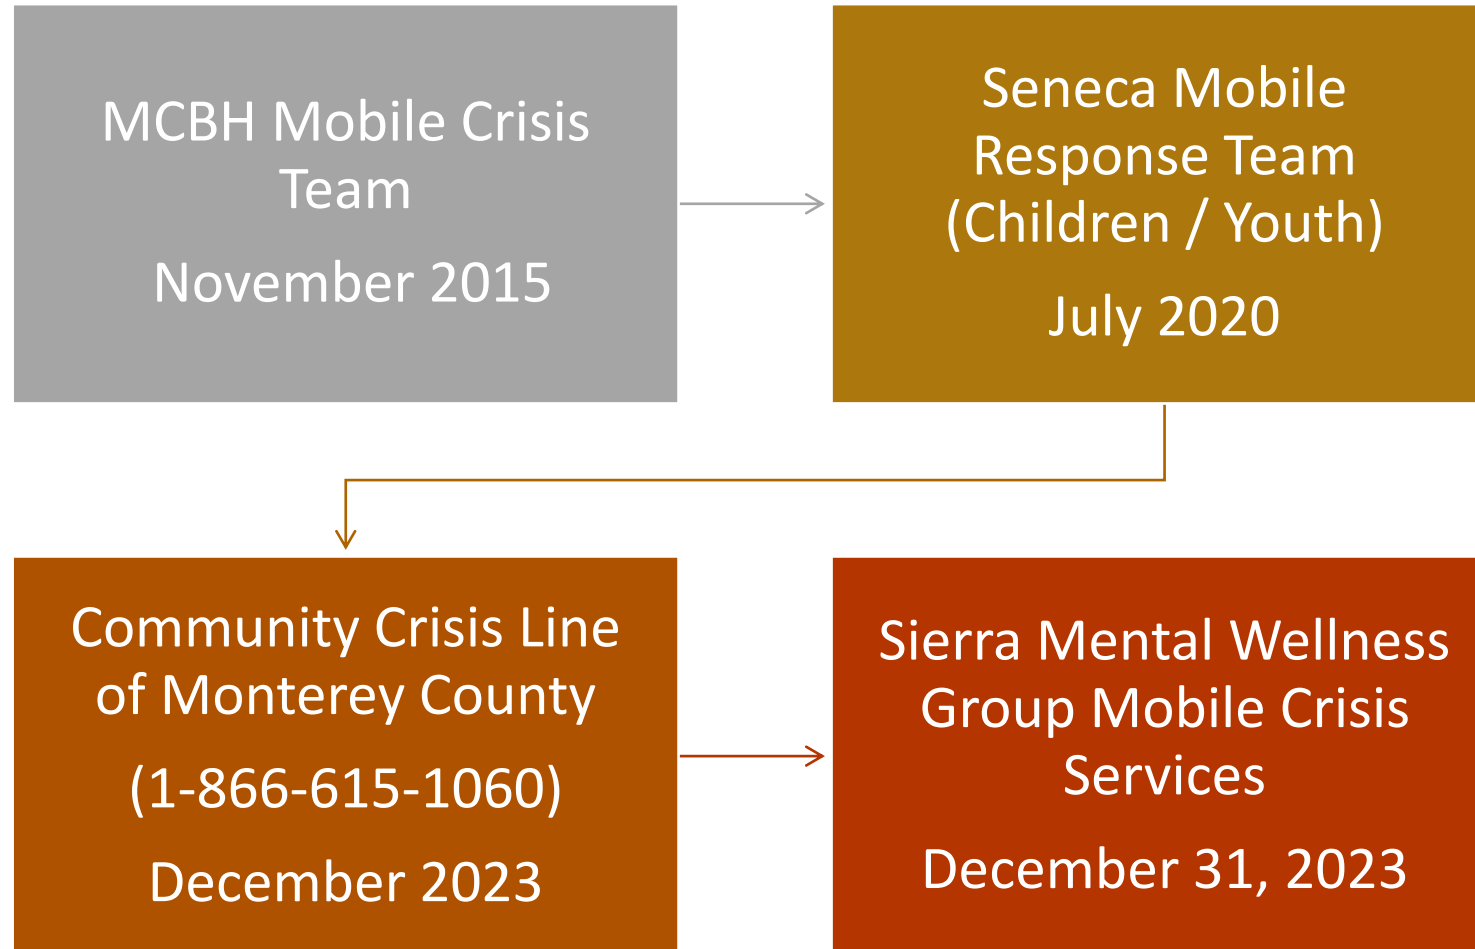 MCBH Mobile Crisis
Team
November 2015
Seneca Mobile
Response Team
(Children / Youth)
July 2020
Community Crisis Line
of Monterey County
(1-866-615-1060)
December 2023
Sierra Mental Wellness
Group Mobile Crisis
Services
December 31, 2023